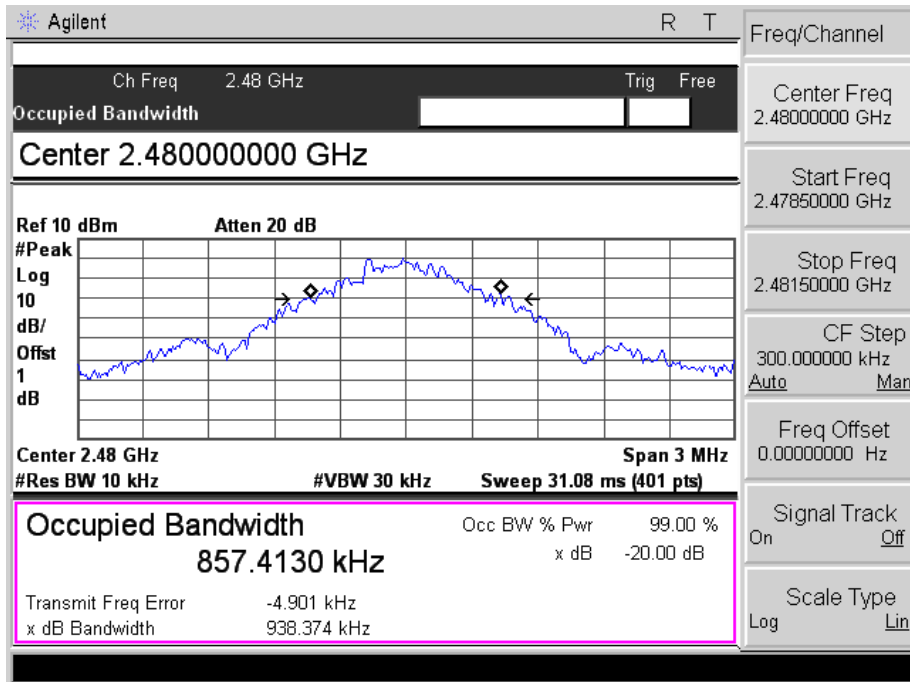 Agilent R T
Ch Freq 2.48 GHz Trig Free
Occupied Bandwidth
Center 2.480000000 GHz
Ref 10 dBm Atten 20 dB
#Peak
Log
10
dB/
Offst
1
dB
Center 2.48 GHz Span 3 MHz
#Res BW 10 kHz #VBW 30 kHz Sweep 31.08 ms (401 pts)
Occupied Bandwidth Occ BW % Pwr 99.00 %
857.4130 kHz x dB -20.00 dB
Transmit Freq Error -4.901 kHz
x dB Bandwidth 938.374 kHz
Freq/Channel
Center Freq
2.48000000 GHz
Start Freq
2.47850000 GHz
Stop Freq
2.48150000 GHz
CF Step
300.000000 kHz
Auto Man
Freq Offset
0.00000000 Hz
Signal Track
On Off
Scale Type
Log Lin